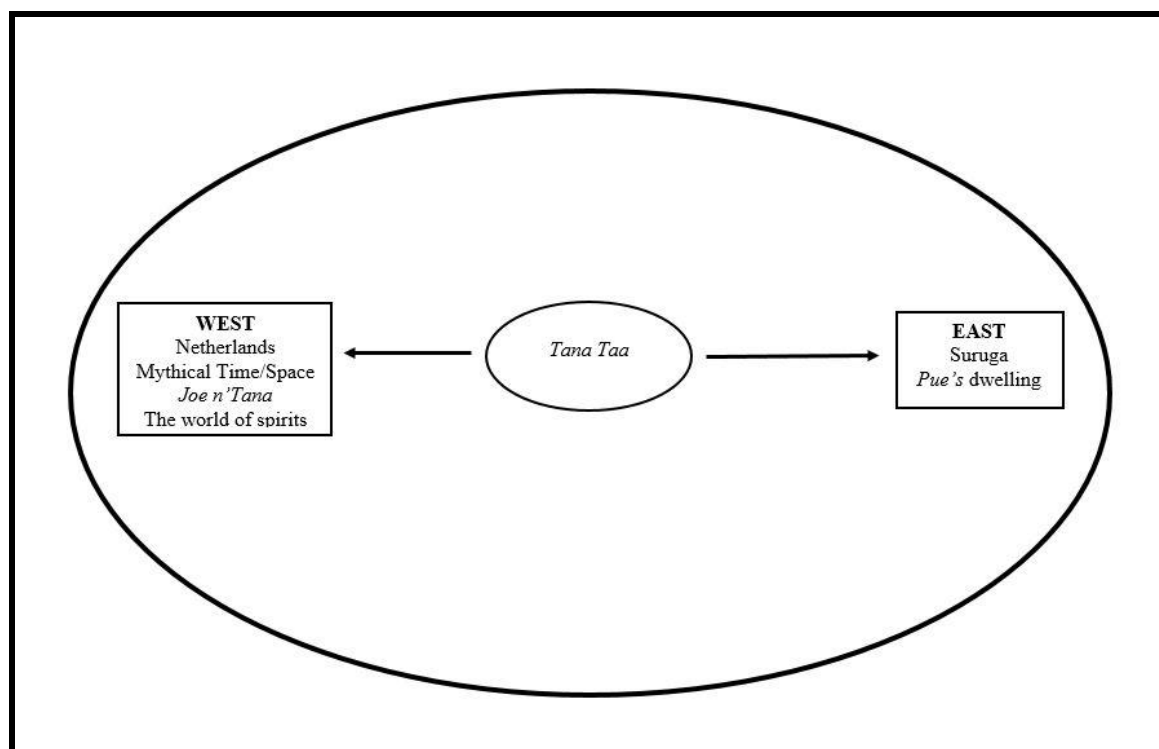 WEST
Netherlands
Mythical Time/Space
Joe n'Tana
The world of spirits
Tana Taa
EAST
Suruga
Pue's dwelling